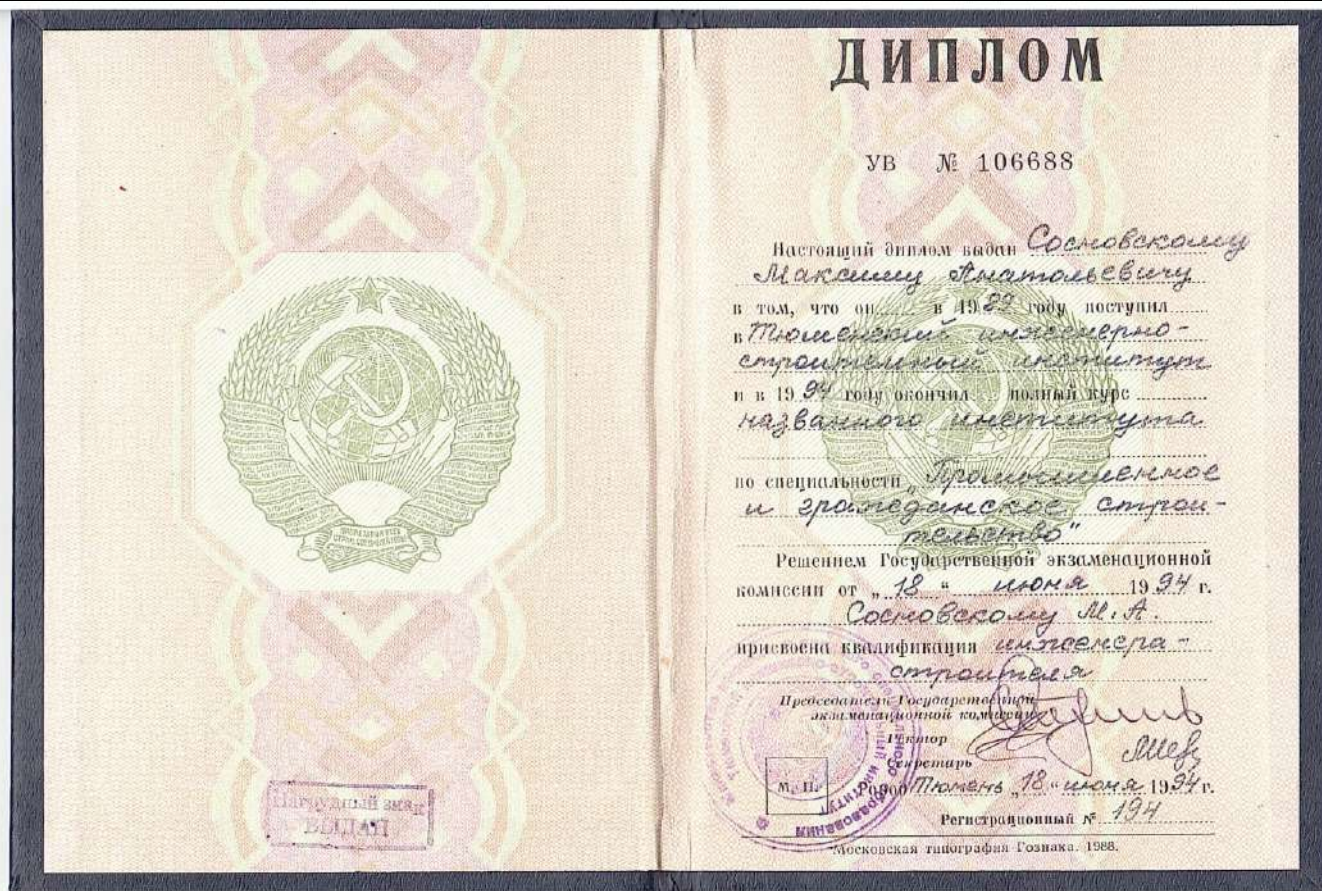 ДИПЛОМ
УВ № 106688
Настоящий диплом выдан Сосновскому
Максиму Анатольевичу
в том, что он в 1989 году поступил
в Тюменский инженерно-
строительный институт
и в 1994 году окончил полный курс
названного института
по специальности „Промышленное
и гражданское строи-
тельство"
Решением Государственной экзаменационной
комиссии от „18" июня 1994 г.
Сосновскому М. А.
присвоена квалификация инженера-
строителя
Председатель Государственной
экзаменационной комиссии
Ректор
Секретарь
М. П.
Город Тюмень „18" июня 1994 г.
Регистрационный № 194
Московская типография Гознака. 1988.
Нагрудный знак
ВЫДАН